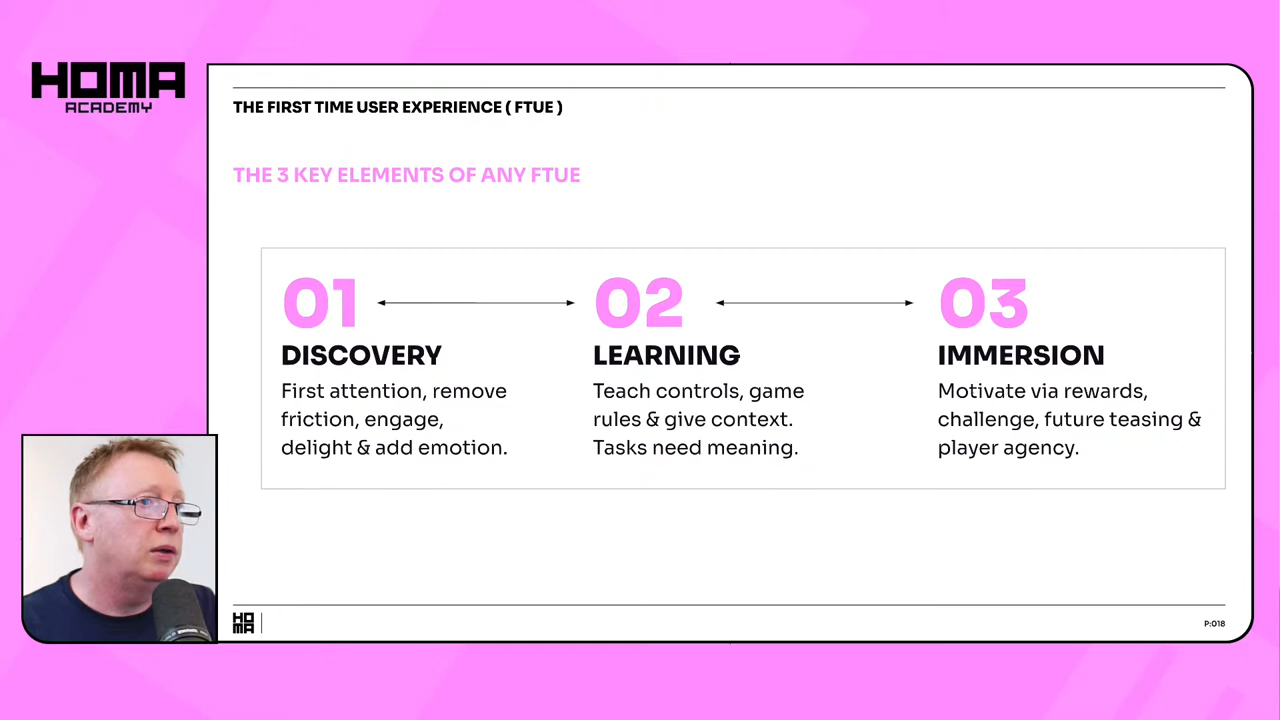 HOMA
ACADEMY
THE FIRST TIME USER EXPERIENCE ( FTUE )
THE 3 KEY ELEMENTS OF ANY FTUE
01
02
03
DISCOVERY
First attention, remove
friction, engage,
delight & add emotion.
LEARNING
Teach controls, game
rules & give context.
Tasks need meaning.
IMMERSION
Motivate via rewards,
challenge, future teasing &
player agency.
HO
MA
P:018